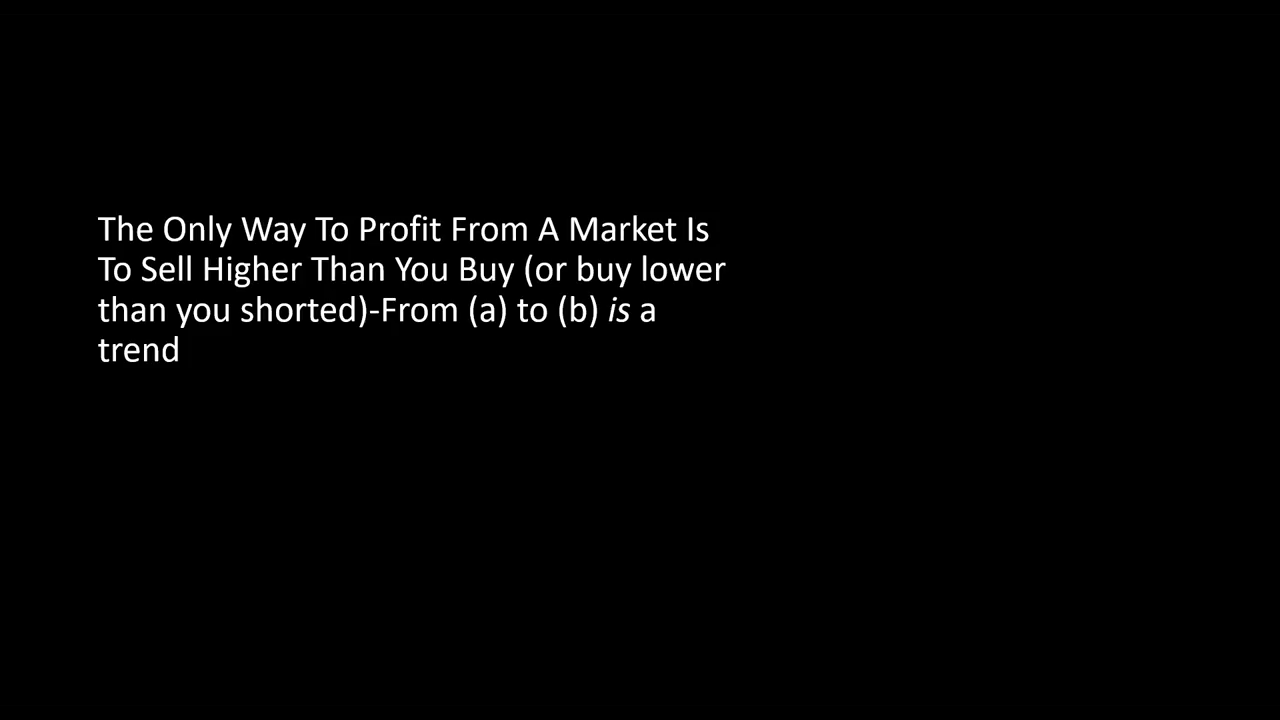 The Only Way To Profit From A Market Is
To Sell Higher Than You Buy (or buy lower
than you shorted)-From (a) to (b) is a
trend